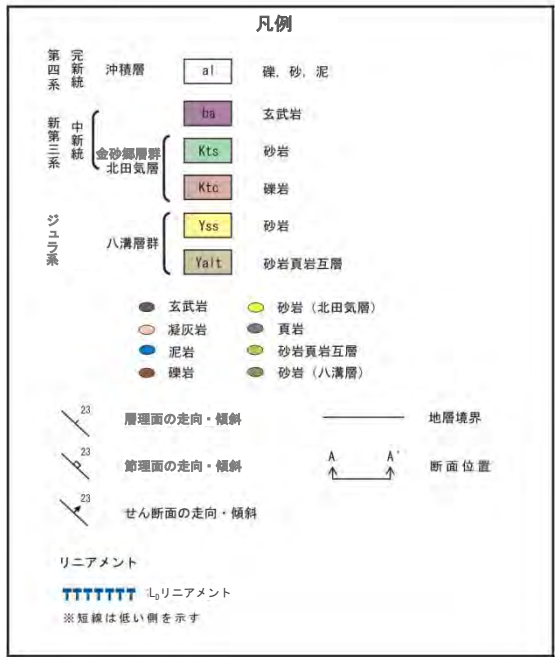 凡例
第四系 完新統 沖積層 al 礫，砂，泥
新第三系 中新統 ba 玄武岩
金砂郷層群
北田気層 Kts 砂岩
Ktc 礫岩
ジュラ系 八溝層群 Yss 砂岩
Yalt 砂岩頁岩互層
玄武岩 砂岩（北田気層）
凝灰岩 頁岩
泥岩 砂岩頁岩互層
礫岩 砂岩（八溝層）
23 層理面の走向・傾斜 地層境界
23 節理面の走向・傾斜 A A' 断面位置
23 せん断面の走向・傾斜
リニアメント
LDリニアメント
※短線は低い側を示す